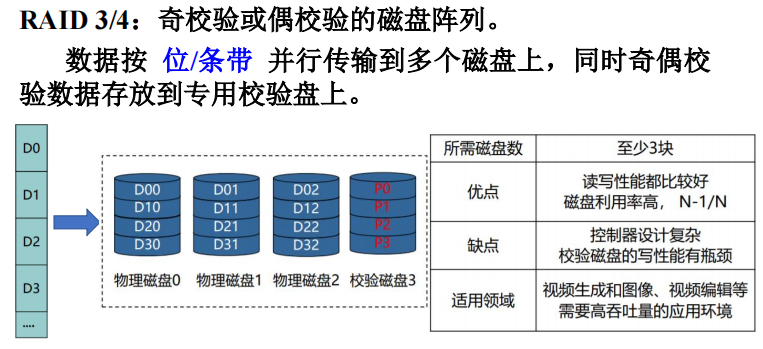 RAID 3/4：奇校验或偶校验的磁盘阵列。
数据按 位/条带 并行传输到多个磁盘上，同时奇偶校
验数据存放到专用校验盘上。
D0
D1
D2
D3
....
D00 D01 D02 P0
D10 D11 D12 P1
D20 D21 D22 P2
D30 D31 D32 P3
物理磁盘0 物理磁盘1 物理磁盘2 校验磁盘3
所需磁盘数 至少3块
优点 读写性能都比较好
磁盘利用率高， N-1/N
缺点 控制器设计复杂
校验磁盘的写性能有瓶颈
适用领域 视频生成和图像、视频编辑等
需要高吞吐量的应用环境